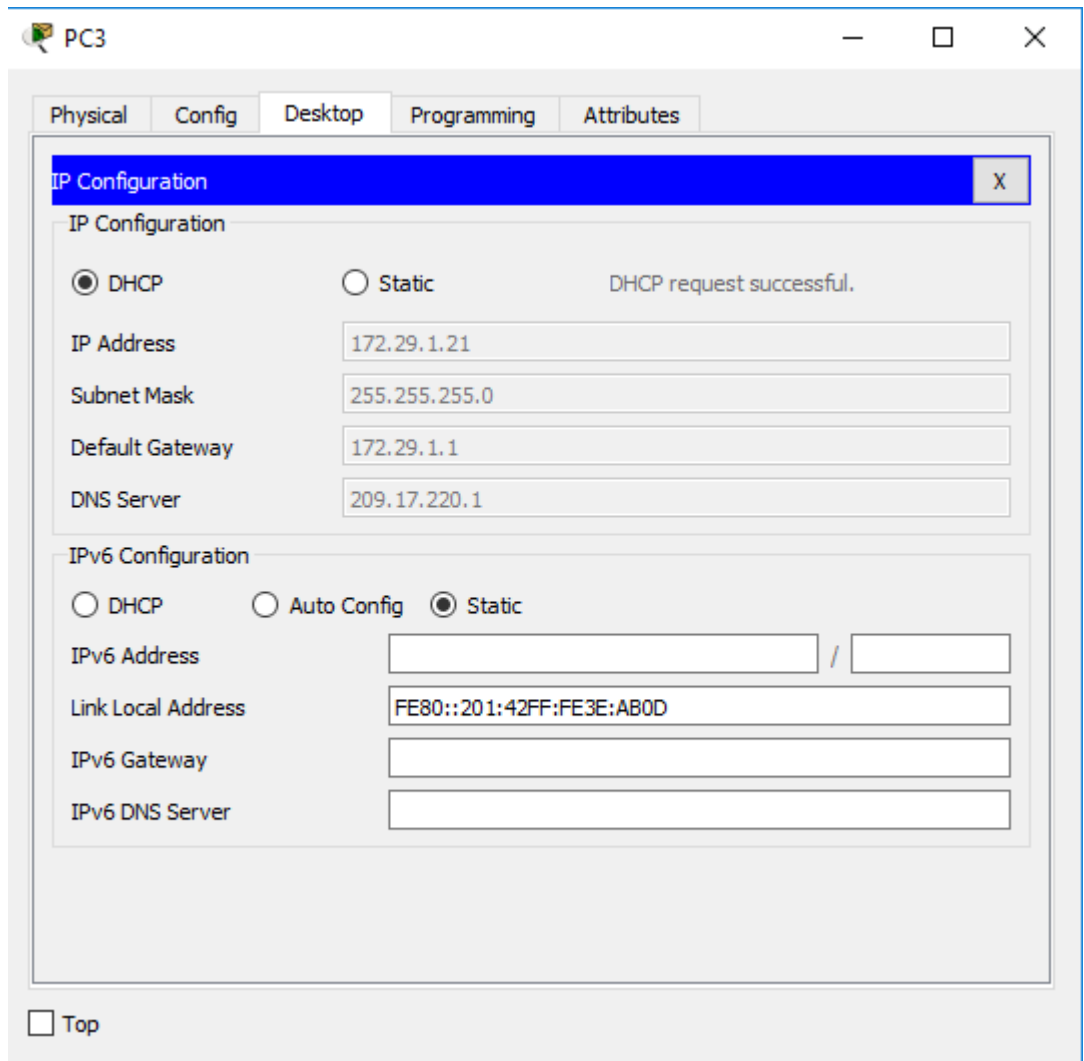 PC3
Physical Config Desktop Programming Attributes
IP Configuration X
IP Configuration
DHCP Static DHCP request successful.
IP Address 172.29.1.21
Subnet Mask 255.255.255.0
Default Gateway 172.29.1.1
DNS Server 209.17.220.1
IPv6 Configuration
DHCP Auto Config Static
IPv6 Address /
Link Local Address FE80::201:42FF:FE3E:AB0D
IPv6 Gateway
IPv6 DNS Server
Top